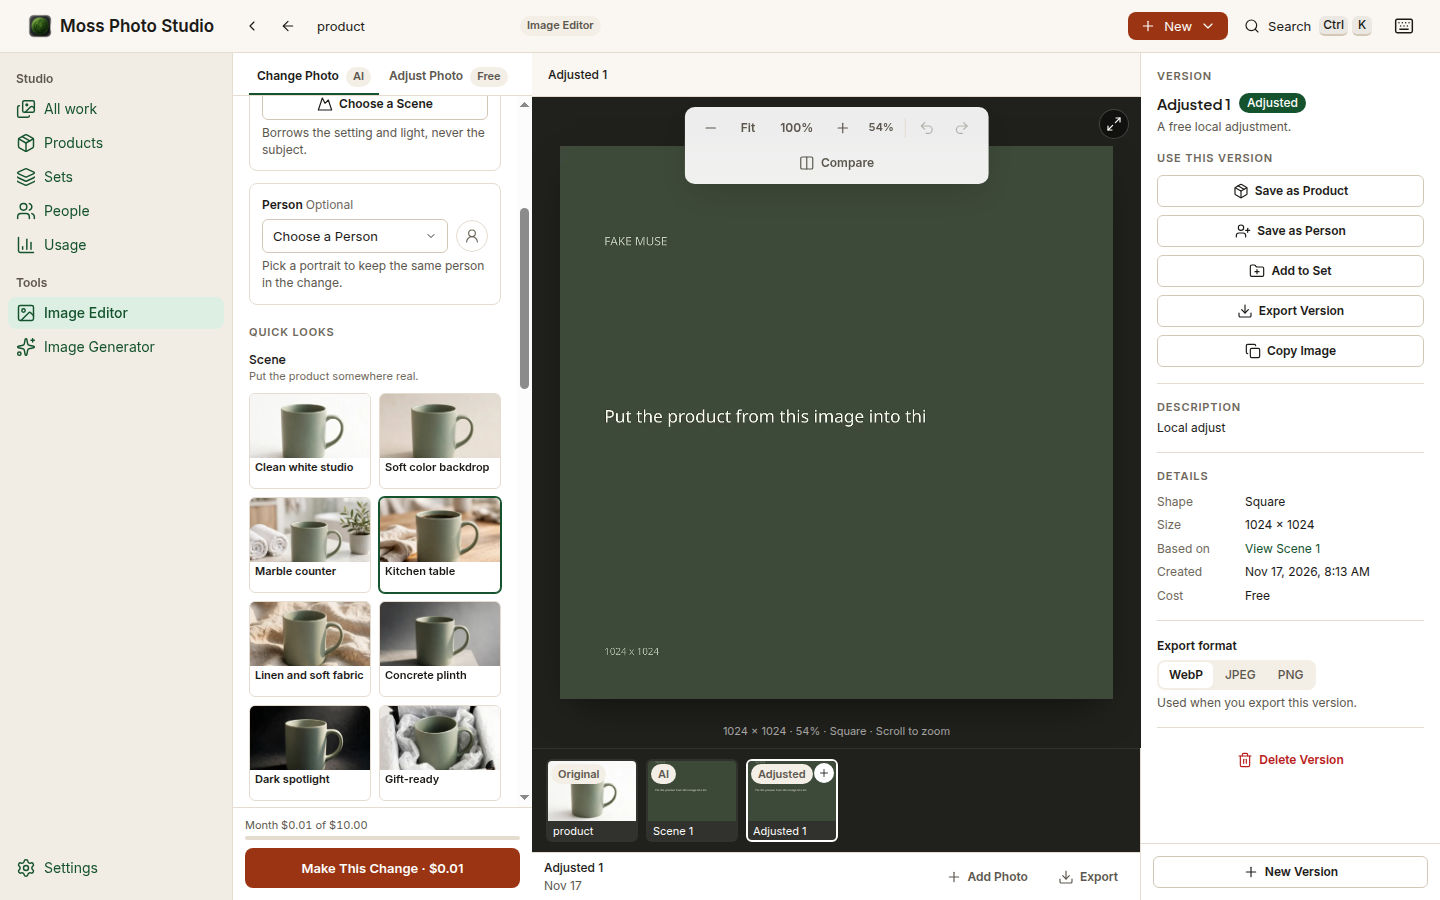 Moss Photo Studio
product
Image Editor
New
Search
Ctrl
K
Studio
All work
Products
Sets
People
Usage
Tools
Image Editor
Image Generator
Settings
Change Photo
AI
Adjust Photo
Free
Choose a Scene
Borrows the setting and light, never the
subject.
Person Optional
Choose a Person
Pick a portrait to keep the same person
in the change.
QUICK LOOKS
Scene
Put the product somewhere real.
Clean white studio
Soft color backdrop
Marble counter
Kitchen table
Linen and soft fabric
Concrete plinth
Dark spotlight
Gift-ready
Month $0.01 of $10.00
Make This Change · $0.01
Adjusted 1
Fit
100%
54%
Compare
FAKE MUSE
Put the product from this image into thi
1024 x 1024
1024 × 1024 · 54% · Square · Scroll to zoom
Original
product
AI
Scene 1
Adjusted
Adjusted 1
Adjusted 1
Nov 17
Add Photo
Export
VERSION
Adjusted 1
Adjusted
A free local adjustment.
USE THIS VERSION
Save as Product
Save as Person
Add to Set
Export Version
Copy Image
DESCRIPTION
Local adjust
DETAILS
Shape Square
Size 1024 × 1024
Based on View Scene 1
Created Nov 17, 2026, 8:13 AM
Cost Free
Export format
WebP
JPEG
PNG
Used when you export this version.
Delete Version
New Version